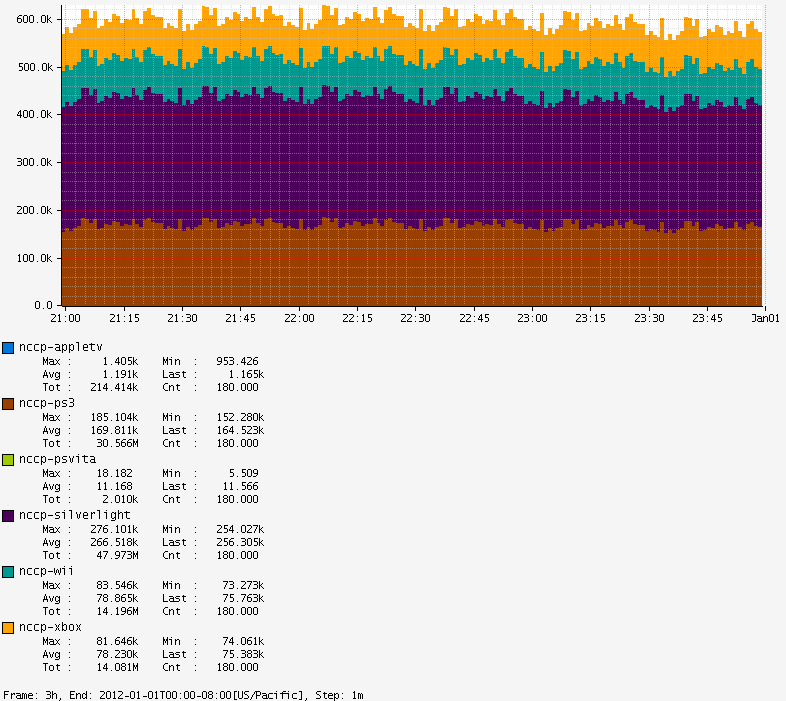 600.0k
500.0k
400.0k
300.0k
200.0k
100.0k
0.0
21:00 21:15 21:30 21:45 22:00 22:15 22:30 22:45 23:00 23:15 23:30 23:45 Jan01
nccp-appletv
Max : 1.405k Min : 953.426
Avg : 1.191k Last : 1.165k
Tot : 214.414k Cnt : 180.000
nccp-ps3
Max : 185.104k Min : 152.280k
Avg : 169.811k Last : 164.523k
Tot : 30.566M Cnt : 180.000
nccp-psvita
Max : 18.182 Min : 5.509
Avg : 11.168 Last : 11.566
Tot : 2.010k Cnt : 180.000
nccp-silverlight
Max : 276.101k Min : 254.027k
Avg : 266.518k Last : 256.305k
Tot : 47.973M Cnt : 180.000
nccp-wii
Max : 83.546k Min : 73.273k
Avg : 78.865k Last : 75.763k
Tot : 14.196M Cnt : 180.000
nccp-xbox
Max : 81.646k Min : 74.061k
Avg : 78.230k Last : 75.383k
Tot : 14.081M Cnt : 180.000
Frame: 3h, End: 2012-01-01T00:00-08:00[US/Pacific], Step: 1m